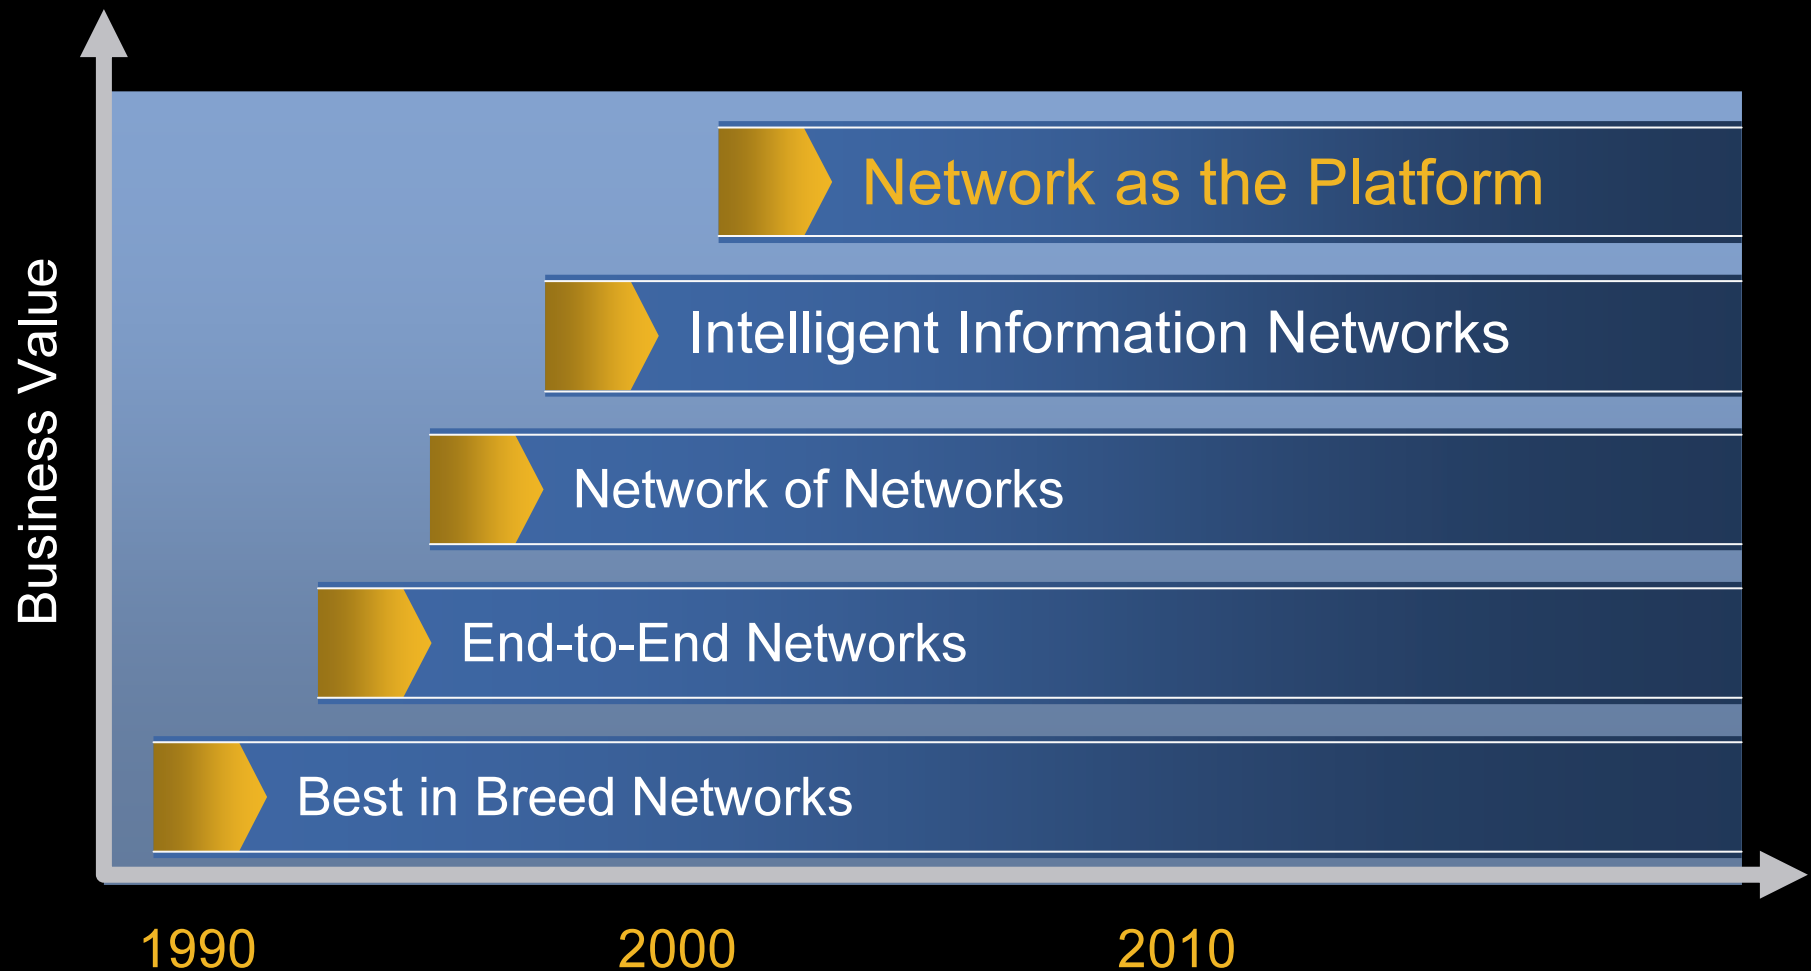 Business Value
Network as the Platform
Intelligent Information Networks
Network of Networks
End-to-End Networks
Best in Breed Networks
1990
2000
2010